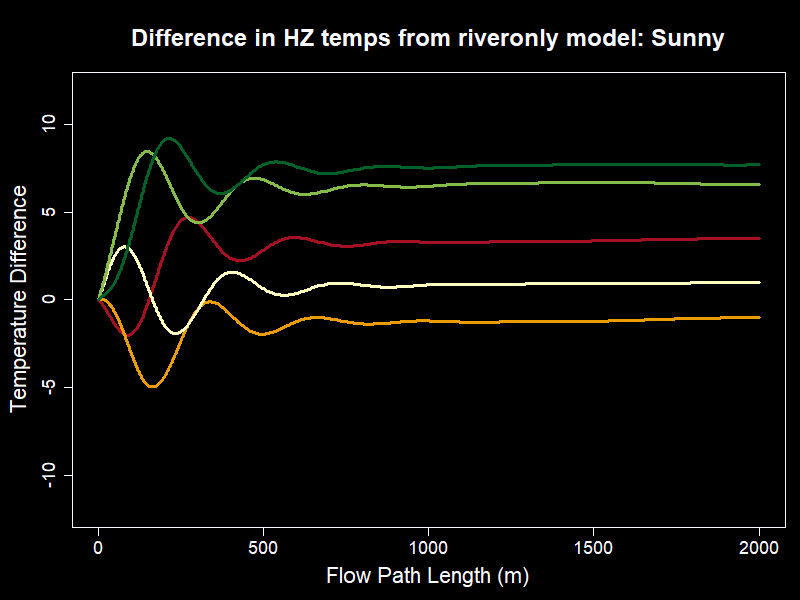 Difference in HZ temps from riveronly model: Sunny
Temperature Difference
10
5
0
-5
-10
0 500 1000 1500 2000
Flow Path Length (m)